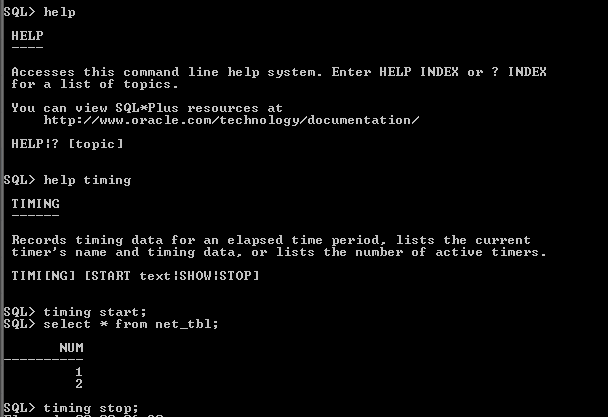 SQL> help
HELP
----
Accesses this command line help system. Enter HELP INDEX or ? INDEX
for a list of topics.
You can view SQL*Plus resources at
http://www.oracle.com/technology/documentation/
HELP|? [topic]
SQL> help timing
TIMING
------
Records timing data for an elapsed time period, lists the current
timer's name and timing data, or lists the number of active timers.
TIMI[NG] [START text|SHOW|STOP]
SQL> timing start;
SQL> select * from net_tbl;
NUM
----------
1
2
SQL> timing stop;